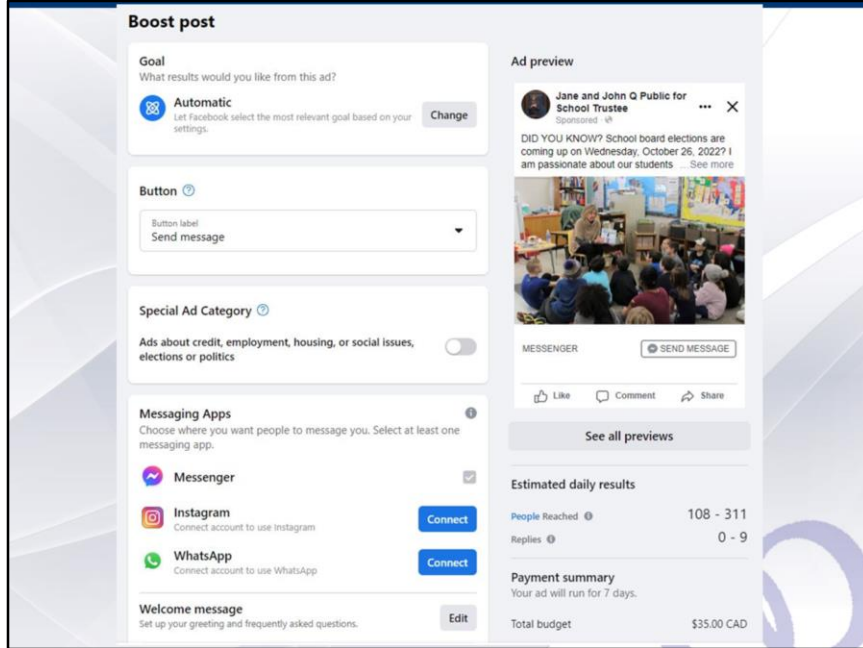 Boost post
Goal
What results would you like from this ad?
Automatic
Let Facebook select the most relevant goal based on your
settings.
Change
Button
Button label
Send message
Special Ad Category
Ads about credit, employment, housing, or social issues,
elections or politics
Messaging Apps
Choose where you want people to message you. Select at least one
messaging app.
Messenger
Instagram
Connect account to use Instagram
Connect
WhatsApp
Connect account to use WhatsApp
Connect
Welcome message
Set up your greeting and frequently asked questions.
Edit
Ad preview
Jane and John Q Public for
School Trustee
Sponsored ·
DID YOU KNOW? School board elections are
coming up on Wednesday, October 26, 2022? I
am passionate about our students ... See more
MESSENGER
SEND MESSAGE
Like Comment Share
See all previews
Estimated daily results
People Reached 108 - 311
Replies 0 - 9
Payment summary
Your ad will run for 7 days.
Total budget $35.00 CAD